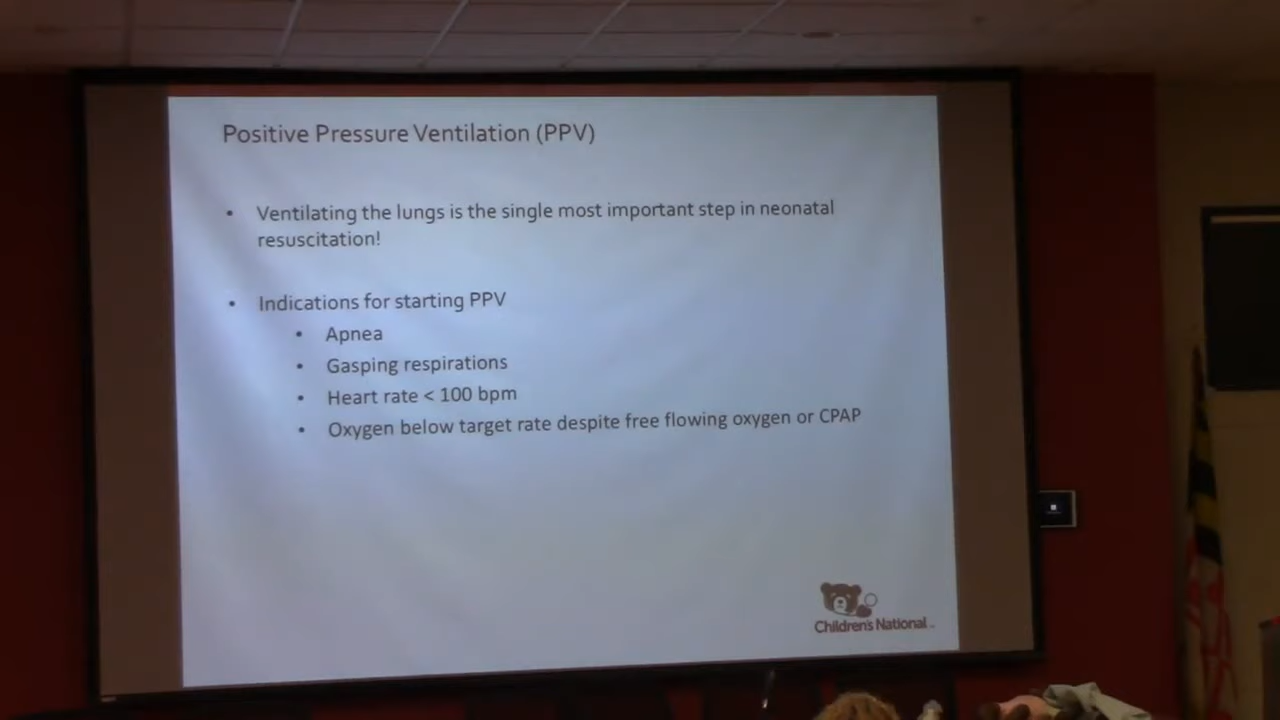 Positive Pressure Ventilation (PPV)
• Ventilating the lungs is the single most important step in neonatal
resuscitation!
• Indications for starting PPV
• Apnea
• Gasping respirations
• Heart rate < 100 bpm
• Oxygen below target rate despite free flowing oxygen or CPAP
Children's National